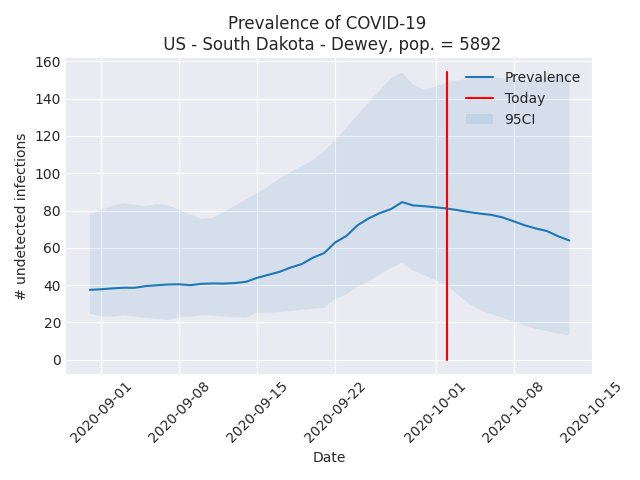 Prevalence of COVID-19
US - South Dakota - Dewey, pop. = 5892
160
140
120
100
80
60
40
20
0
# undetected infections
Prevalence
Today
95CI
2020-09-01
2020-09-08
2020-09-15
2020-09-22
2020-10-01
2020-10-08
2020-10-15
Date